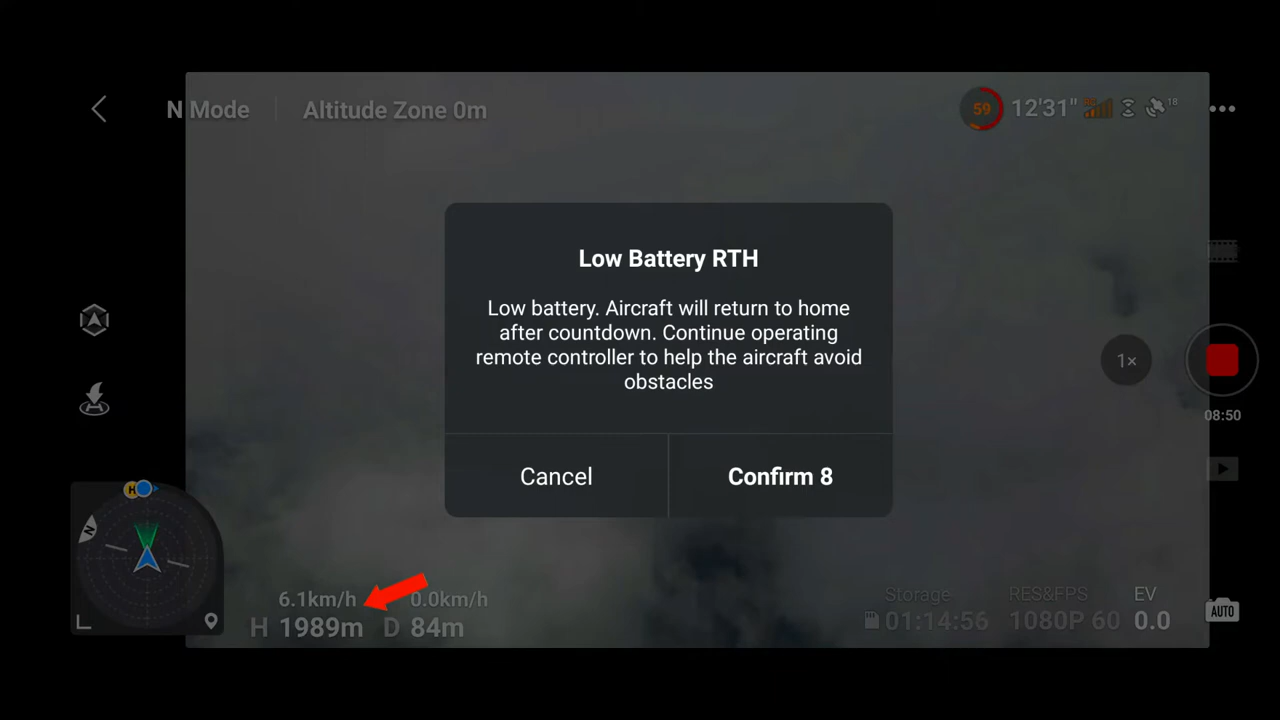 N Mode
Altitude Zone 0m
59
12'31"
18
Low Battery RTH
Low battery. Aircraft will return to home
after countdown. Continue operating
remote controller to help the aircraft avoid
obstacles
Cancel
Confirm 8
1×
08:50
H
N
6.1km/h
0.0km/h
H 1989m
D 84m
Storage
01:14:56
RES&FPS
1080P 60
EV
0.0
AUTO